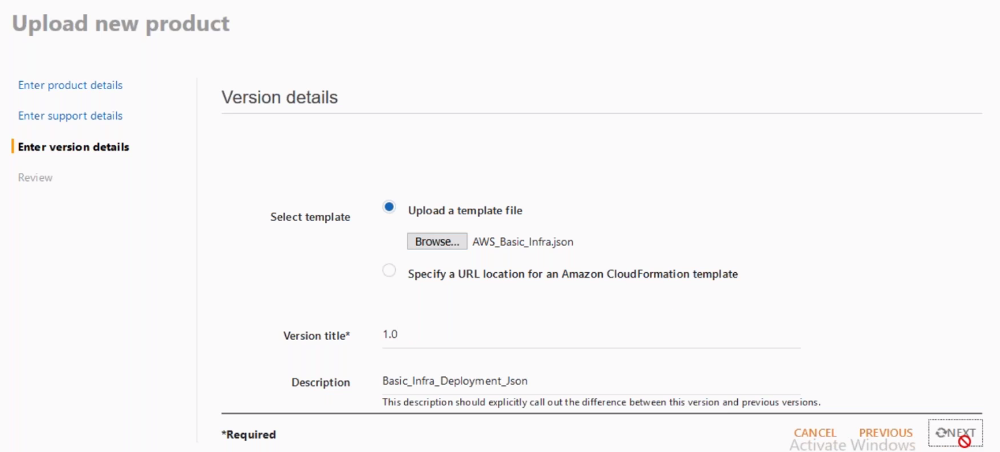 Upload new product
Enter product details
Enter support details
Enter version details
Review
Version details
Select template
Upload a template file
Browse... AWS_Basic_Infra.json
Specify a URL location for an Amazon CloudFormation template
Version title* 1.0
Description Basic_Infra_Deployment_Json
This description should explicitly call out the difference between this version and previous versions.
*Required
CANCEL PREVIOUS NEXT
Activate Windows